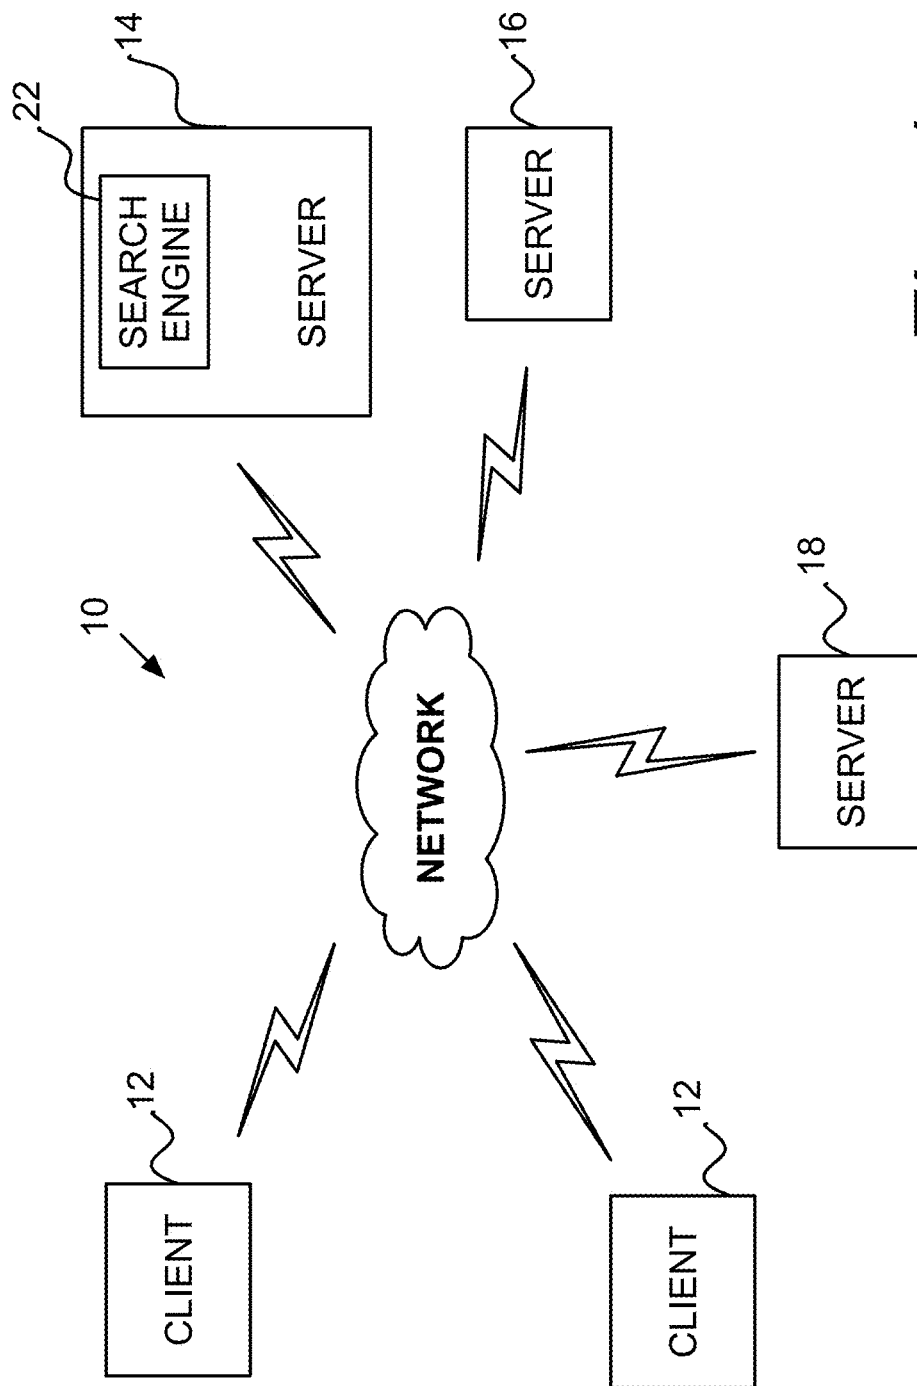 10
22
14
SEARCH
ENGINE
SERVER
16
SERVER
18
SERVER
NETWORK
12
CLIENT
12
CLIENT